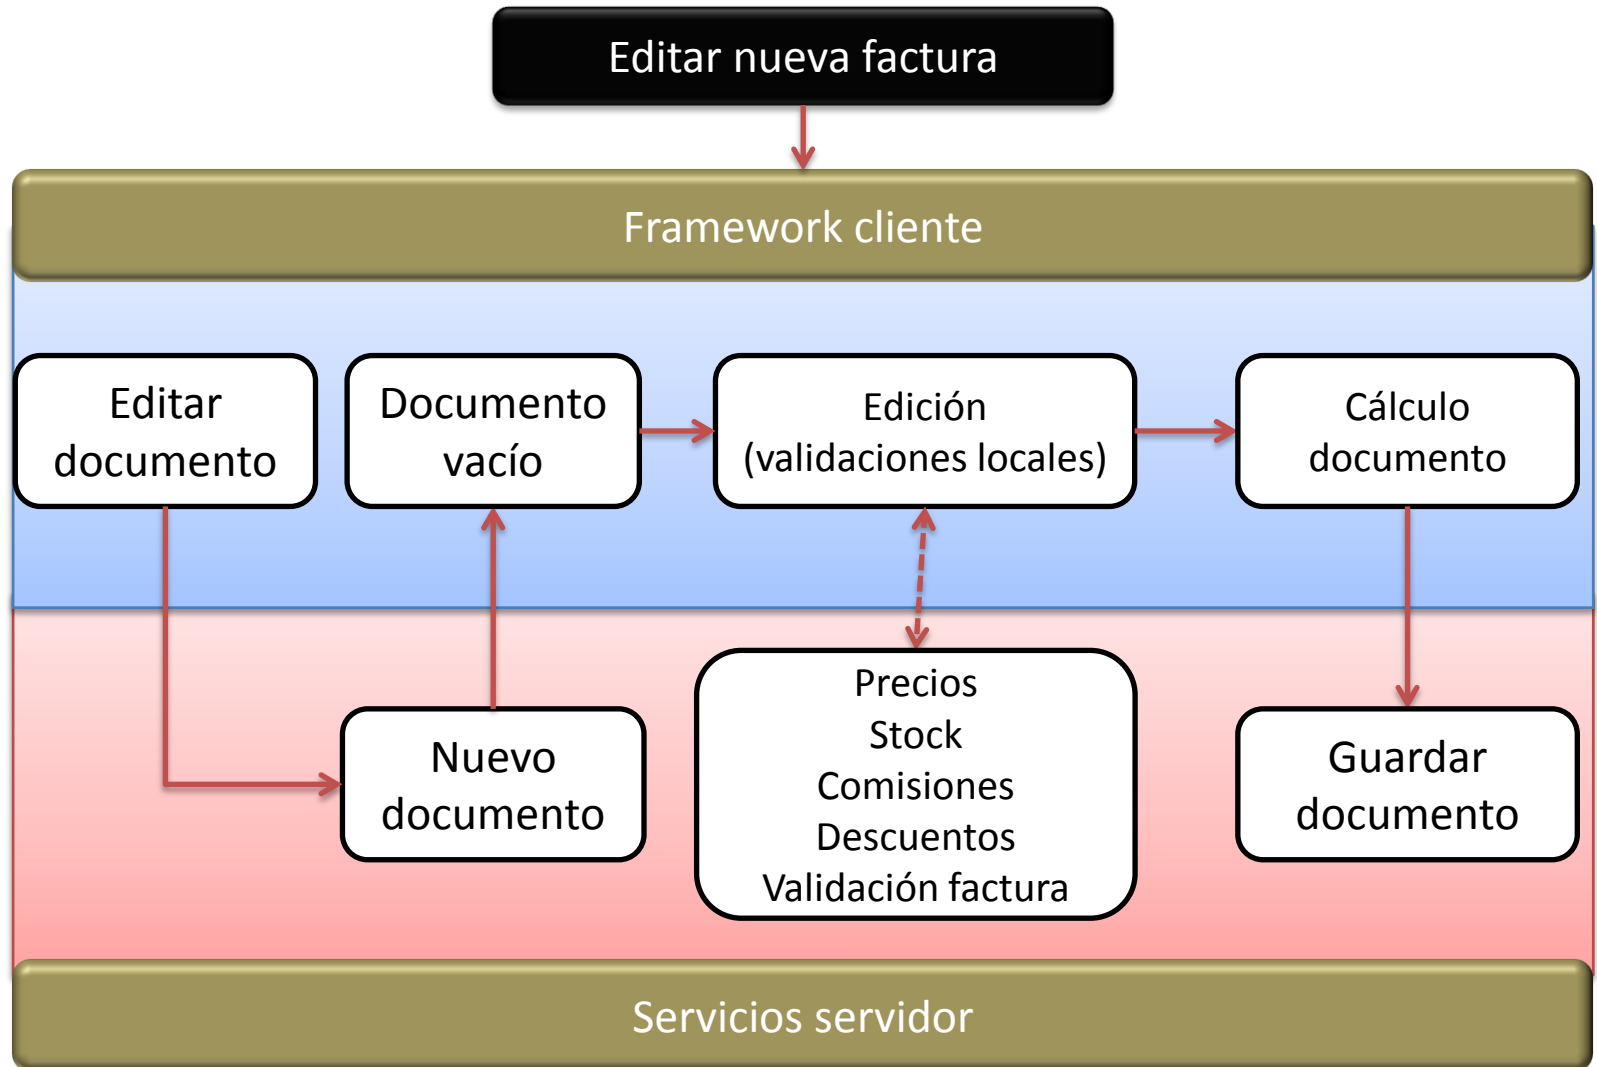 Editar nueva factura
Framework cliente
Editar
documento
Documento
vacío
Edición
(validaciones locales)
Cálculo
documento
Nuevo
documento
Precios
Stock
Comisiones
Descuentos
Validación factura
Guardar
documento
Servicios servidor